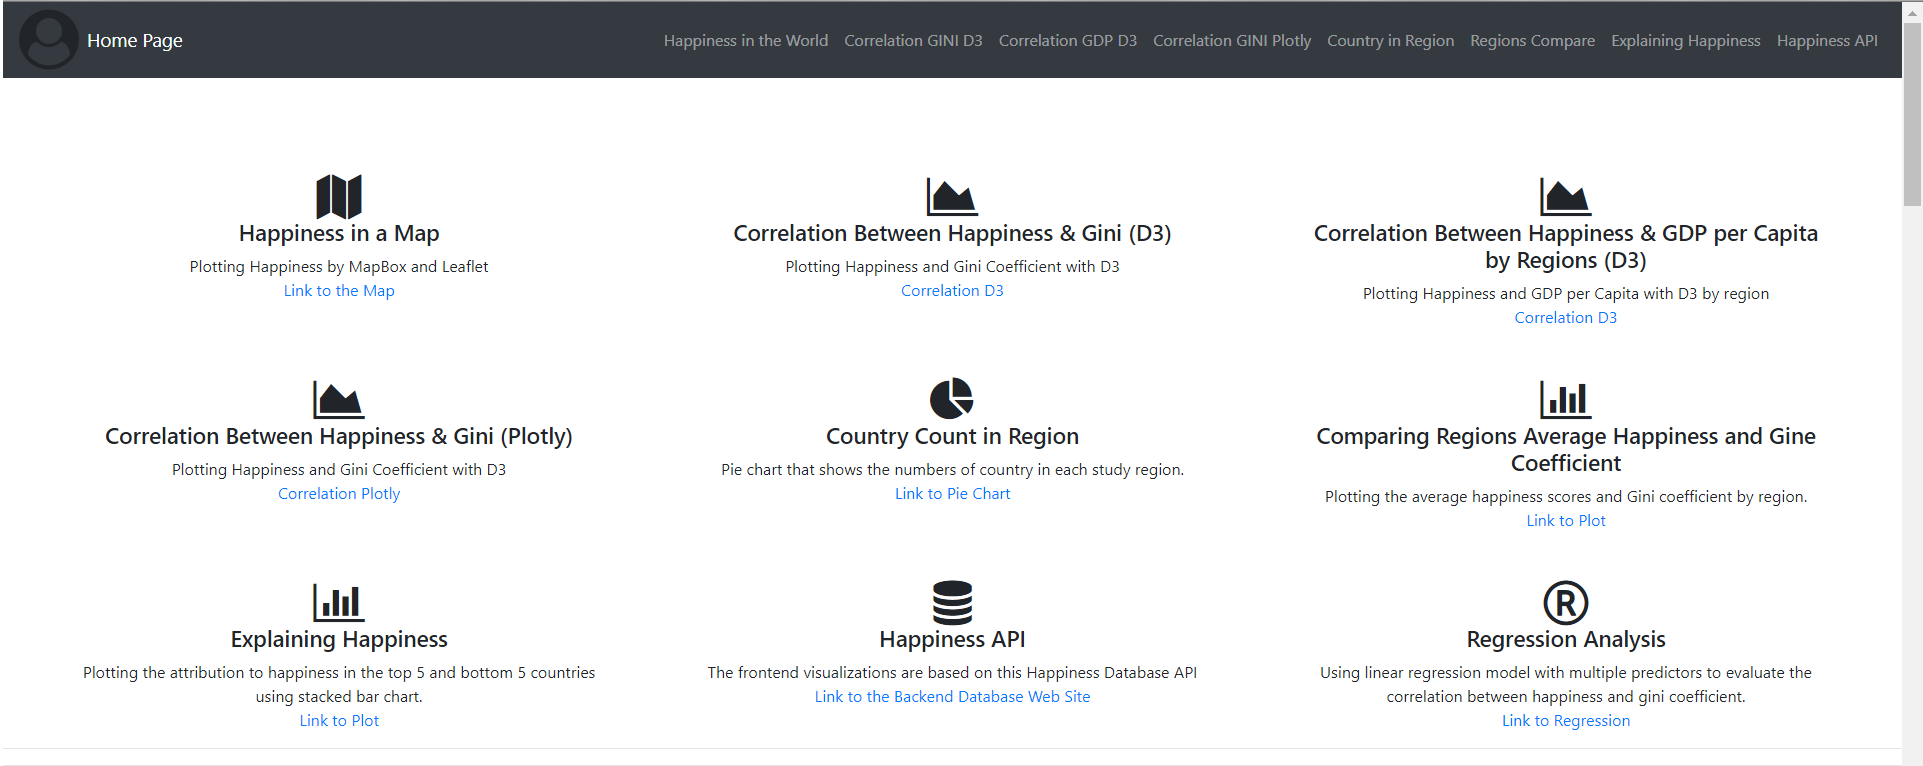 Home Page
Happiness in the World Correlation GINI D3 Correlation GDP D3 Correlation GINI Plotly Country in Region Regions Compare Explaining Happiness Happiness API
Happiness in a Map
Plotting Happiness by MapBox and Leaflet
Link to the Map
Correlation Between Happiness & Gini (D3)
Plotting Happiness and Gini Coefficient with D3
Correlation D3
Correlation Between Happiness & GDP per Capita
by Regions (D3)
Plotting Happiness and GDP per Capita with D3 by region
Correlation D3
Correlation Between Happiness & Gini (Plotly)
Plotting Happiness and Gini Coefficient with D3
Correlation Plotly
Country Count in Region
Pie chart that shows the numbers of country in each study region.
Link to Pie Chart
Comparing Regions Average Happiness and Gine
Coefficient
Plotting the average happiness scores and Gini coefficient by region.
Link to Plot
Explaining Happiness
Plotting the attribution to happiness in the top 5 and bottom 5 countries
using stacked bar chart.
Link to Plot
Happiness API
The frontend visualizations are based on this Happiness Database API
Link to the Backend Database Web Site
R
Regression Analysis
Using linear regression model with multiple predictors to evaluate the
correlation between happiness and gini coefficient.
Link to Regression